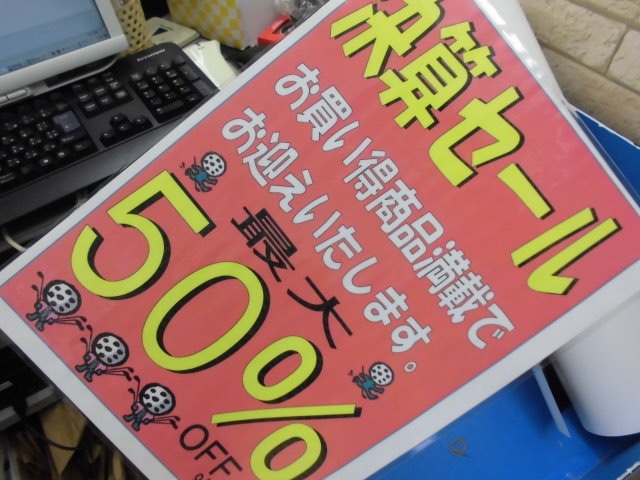 決算セール
お買い得商品満載で
お迎えいたします。
最大
50%
OFF